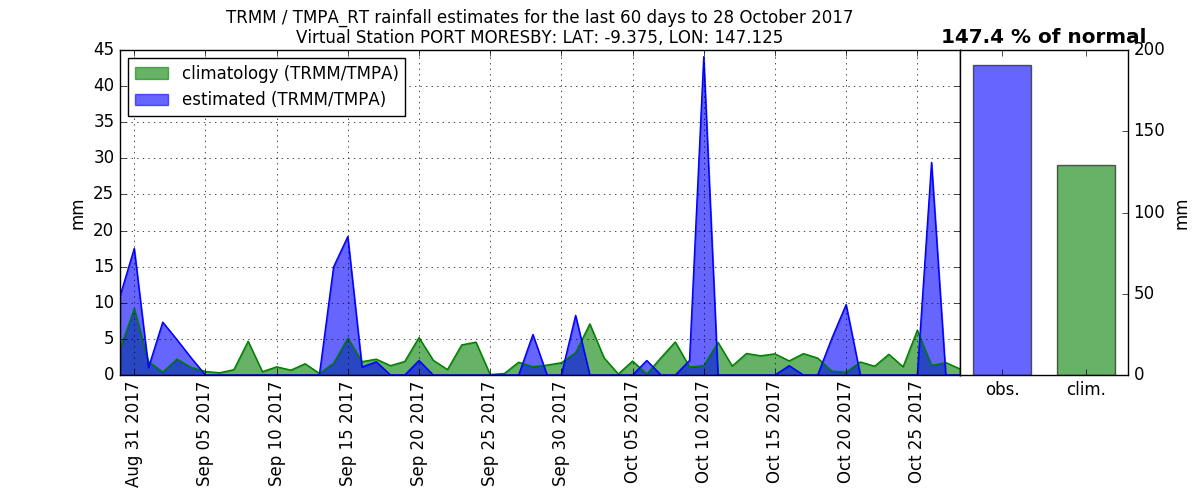 TRMM / TMPA_RT rainfall estimates for the last 60 days to 28 October 2017
Virtual Station PORT MORESBY: LAT: -9.375, LON: 147.125
147.4 % of normal
climatology (TRMM/TMPA)
estimated (TRMM/TMPA)
mm
45
40
35
30
25
20
15
10
5
0
Aug 31 2017
Sep 05 2017
Sep 10 2017
Sep 15 2017
Sep 20 2017
Sep 25 2017
Sep 30 2017
Oct 05 2017
Oct 10 2017
Oct 15 2017
Oct 20 2017
Oct 25 2017
obs.
clim.
200
150
100
50
0
mm